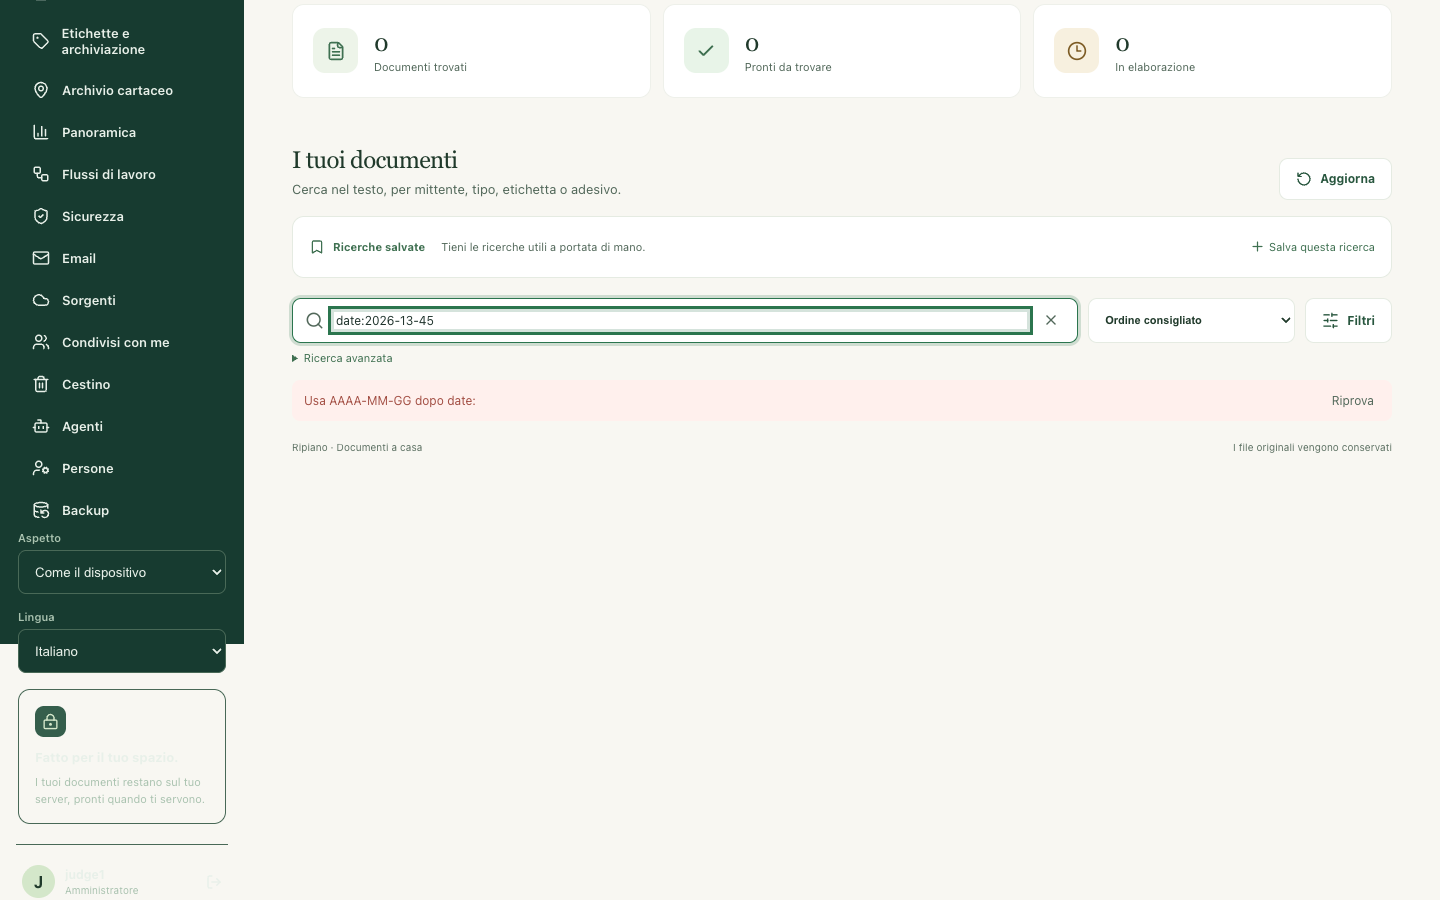 Etichette e
archiviazione
Archivio cartaceo
Panoramica
Flussi di lavoro
Sicurezza
Email
Sorgenti
Condivisi con me
Cestino
Agenti
Persone
Backup
Aspetto
Come il dispositivo
Lingua
Italiano
Fatto per il tuo spazio.
I tuoi documenti restano sul tuo
server, pronti quando ti servono.
J
judge1
Amministratore
0
Documenti trovati
0
Pronti da trovare
0
In elaborazione
I tuoi documenti
Cerca nel testo, per mittente, tipo, etichetta o adesivo.
Aggiorna
Ricerche salvate Tieni le ricerche utili a portata di mano.
Salva questa ricerca
date:2026-13-45
Ordine consigliato
Filtri
Ricerca avanzata
Usa AAAA-MM-GG dopo date:
Riprova
Ripiano · Documenti a casa
I file originali vengono conservati